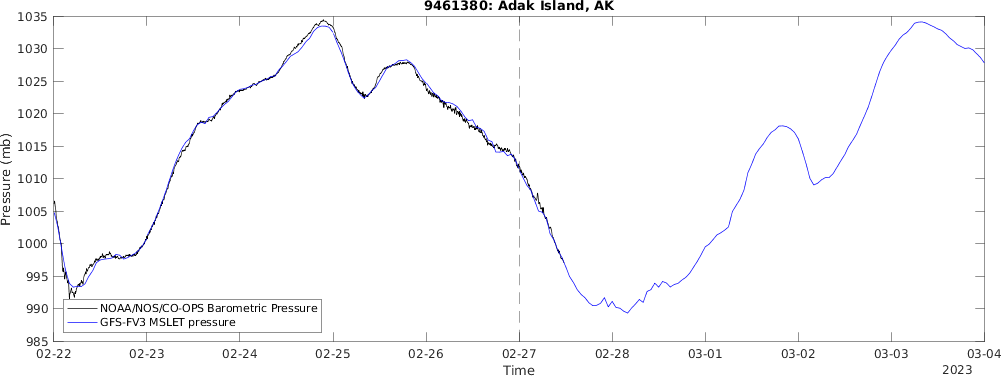 9461380: Adak Island, AK
Pressure (mb)
1035
1030
1025
1020
1015
1010
1005
1000
995
990
985
NOAA/NOS/CO-OPS Barometric Pressure
GFS-FV3 MSLET pressure
02-22 02-23 02-24 02-25 02-26 02-27 02-28 03-01 03-02 03-03 03-04
Time
2023